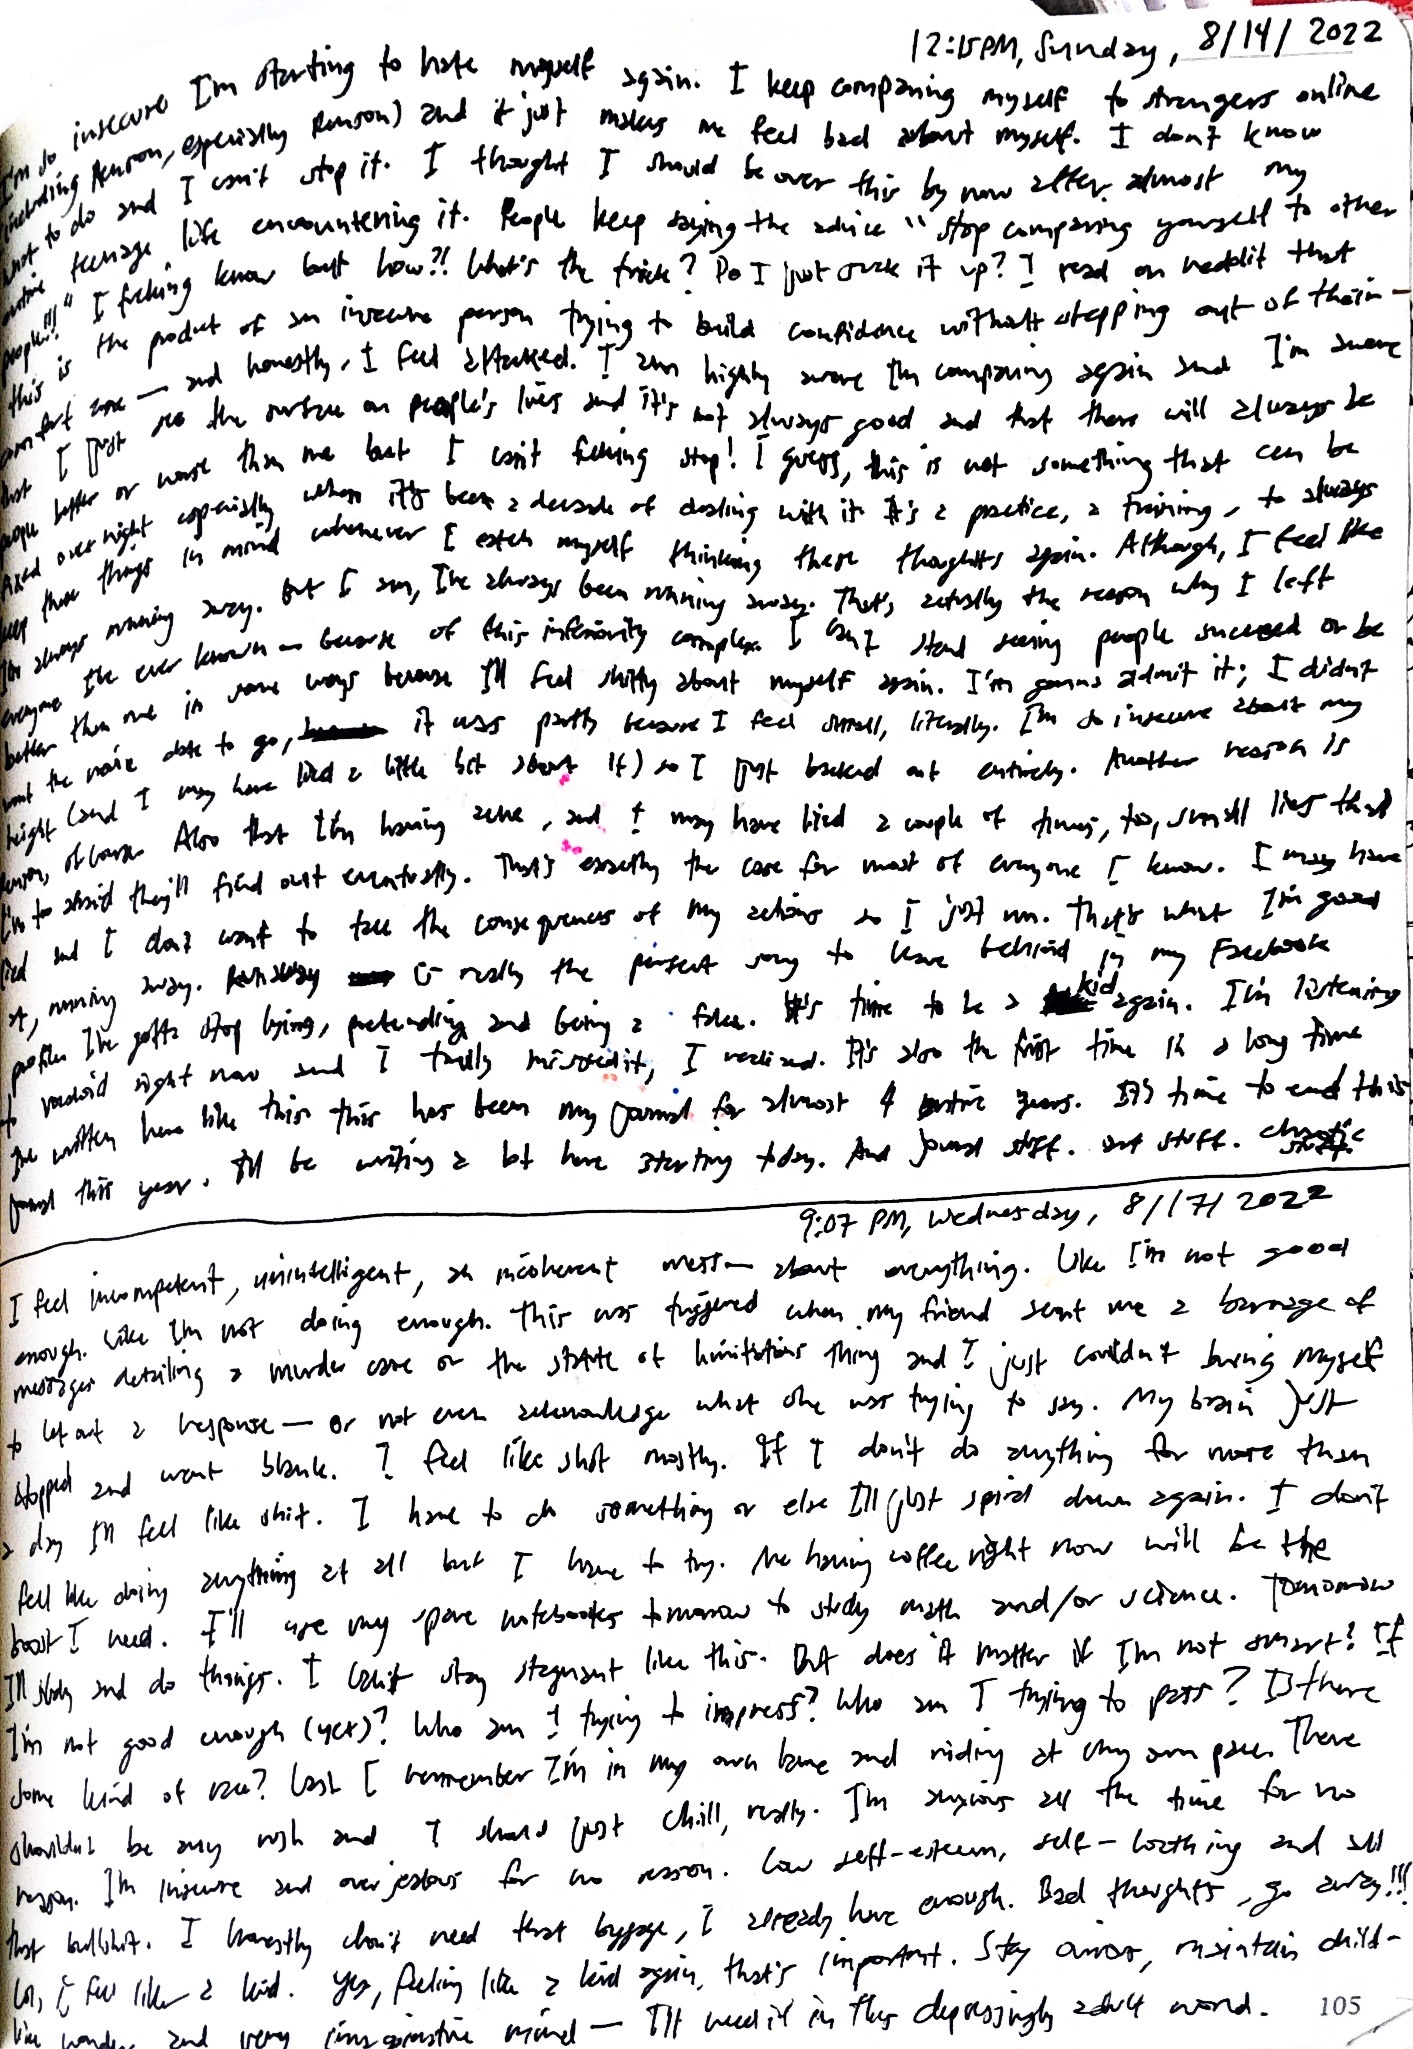 12:15PM, Sunday, 8/14/2022
I'm so insecure I'm starting to hate myself again. I keep comparing myself to strangers online
(including especially and it just makes me feel bad about myself. I don't know
what to do and I can't stop it. I thought I should be over this by now after almost my
entire teenage life encountering it. People keep saying the advice "stop comparing yourself to other
people!!!" I fucking know but how?! What's the trick? Do I just suck it up? I read on reddit that
this is the product of an insecure person trying to build confidence without stepping out of their
comfort zone — and honestly, I feel attacked. I am highly aware I'm comparing again and I'm aware
that I just see the surface on people's lives and it's not always good and that there will always be
people better or worse than me but I can't fucking stop! I guess, this is not something that can be
fixed over night especially when it's been a decade of dealing with it. It's a practice, a training, to always
keep these things in mind whenever I catch myself thinking these thoughts again. Although, I feel like
I'm always running away. But I am, I've always been running away. That's actually the reason why I left
everyone I've ever known — because of this inferiority complex. I can't stand seeing people succeed or be
better than me in some ways because I'll feel shitty about myself again. I'm gonna admit it; I didn't
want the movie date to go, it was partly because I feel small, literally. I'm so insecure about my
height (and I may have lied a little bit about it) so I just backed out entirely. Another reason is
of course. Also that I'm having acne, and I may have lied a couple of times, too, small lies that
I'm too afraid they'll find out eventually. That's exactly the case for most of everyone I know. I may have
lied and I don't want to face the consequences of my actions so I just run. That's what I'm good
at, running away. Runaway is really the perfect song to leave behind in my Facebook
profile. I've gotta stop lying, pretending and being a fake. It's time to be a kid again. I'm listening
to right now and I totally missed it, I realized. It's also the first time in a long time
I've written here like this. This has been my journal for almost 4 entire years. It's time to end this
journal this year. I'll be writing a lot here starting today. And journal stuff. art stuff. chaotic stuff.
9:07 PM, Wednesday, 8/17/2022
I feel incompetent, unintelligent, an incoherent mess — about everything. Like I'm not good
enough. Like I'm not doing enough. This was triggered when my friend sent me a barrage of
messages detailing a murder case or the state of limitations thing and I just couldn't bring myself
to let out a response — or not even acknowledge what she was trying to say. My brain just
stopped and went blank. I feel like shit mostly. If I don't do anything for more than
a day I'll feel like shit. I have to do something or else I'll just spiral down again. I don't
feel like doing anything at all but I have to try. Me having coffee right now will be the
boost I need. I'll use my spare notebooks tomorrow to study math and/or science. Tomorrow
I'll study and do things. I can't stay stagnant like this. But does it matter if I'm not smart? If
I'm not good enough (yet)? Who am I trying to impress? Who am I trying to pass? Is there
some kind of race? Last I remember I'm in my own lane and riding at my own pace. There
shouldn't be any rush and I should just chill, really. I'm anxious all the time for no
reason. I'm insecure and over jealous for no reason. Low self-esteem, self-loathing and all
that bullshit. I honestly don't need that baggage, I already have enough. Bad thoughts, go away!!!
Lol, I feel like a kid. Yes, feeling like a kid again, that's important. Stay curious, maintain child-
like wonder and very imaginative mind — I'll need it in this depressingly adult world.
105